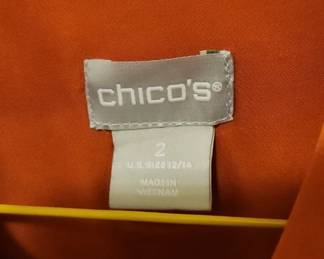 chico's®
2
U.S. SIZE 12/14
MADE IN
VIETNAM